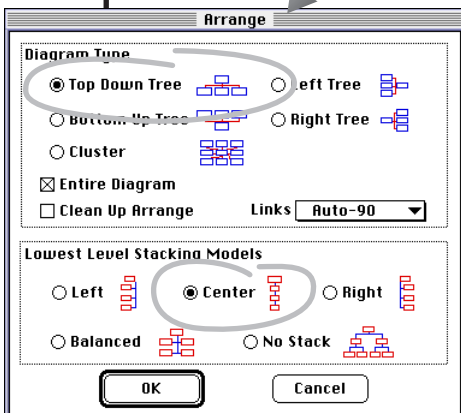 Arrange
Diagram Type
Top Down Tree
Left Tree
Bottom Up Tree
Right Tree
Cluster
Entire Diagram
Clean Up Arrange
Links Auto-90
Lowest Level Stacking Models
Left
Center
Right
Balanced
No Stack
OK
Cancel